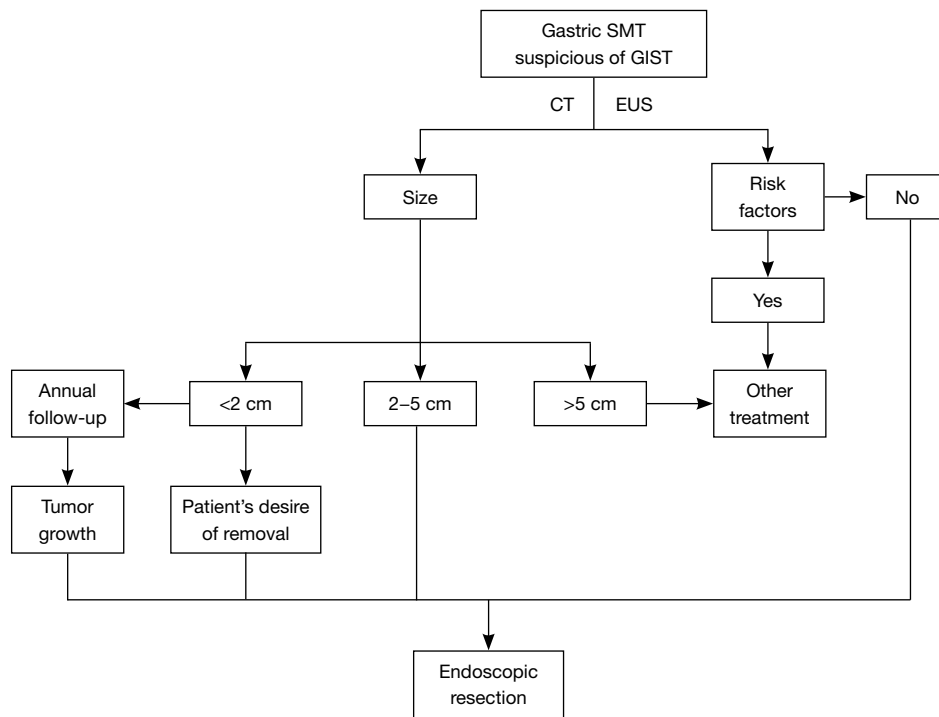 Gastric SMT
suspicious of GIST
CT
EUS
Size
Risk
factors
No
Yes
Annual
follow-up
<2 cm
2–5 cm
>5 cm
Other
treatment
Tumor
growth
Patient’s desire
of removal
Endoscopic
resection